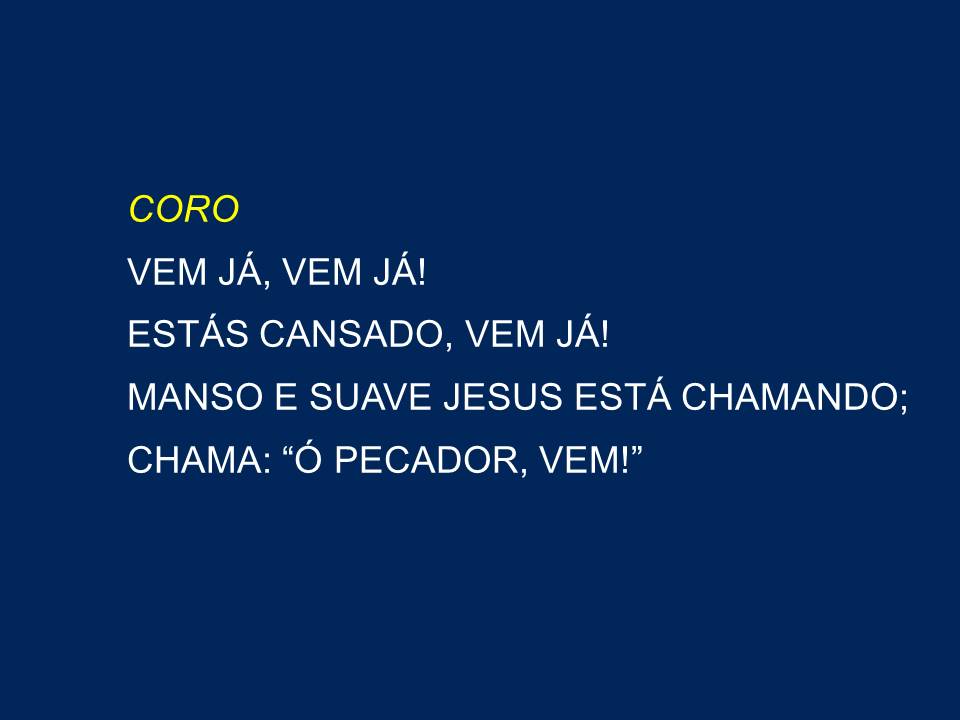 CORO
VEM JÁ, VEM JÁ!
ESTÁS CANSADO, VEM JÁ!
MANSO E SUAVE JESUS ESTÁ CHAMANDO;
CHAMA: “Ó PECADOR, VEM!”